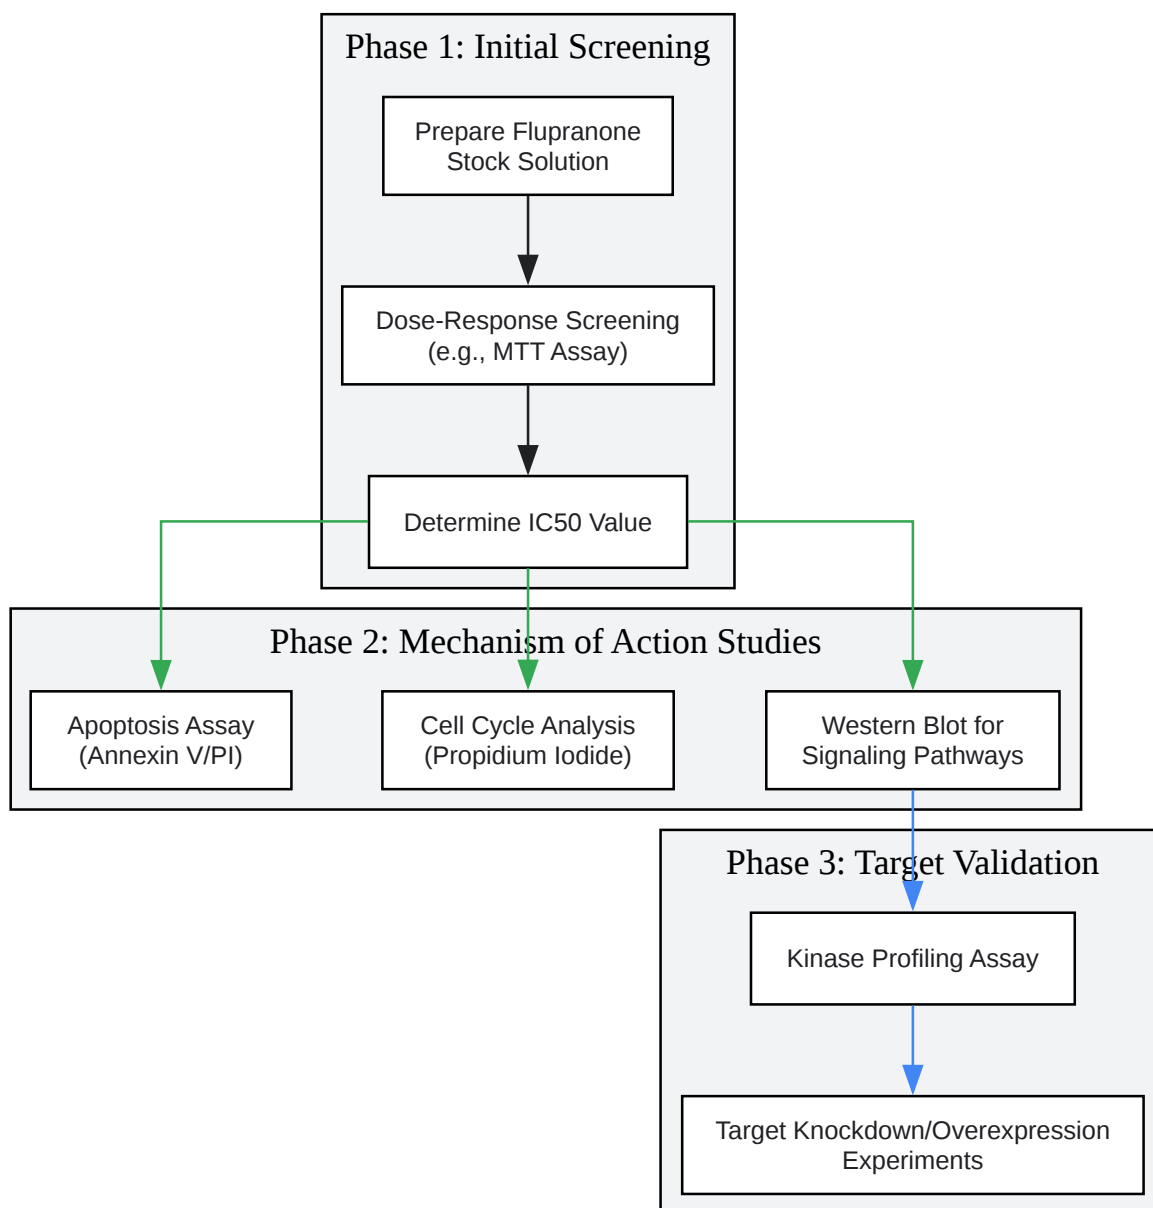 Phase 1: Initial Screening
Prepare Flupranone
Stock Solution
Dose-Response Screening
(e.g., MTT Assay)
Determine IC50 Value
Phase 2: Mechanism of Action Studies
Apoptosis Assay
(Annexin V/PI)
Cell Cycle Analysis
(Propidium Iodide)
Western Blot for
Signaling Pathways
Phase 3: Target Validation
Kinase Profiling Assay
Target Knockdown/Overexpression
Experiments